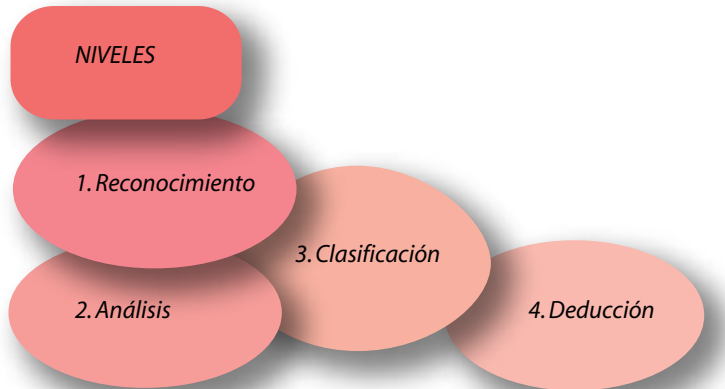 NIVELES
1. Reconocimiento
2. Análisis
3. Clasificación
4. Deducción